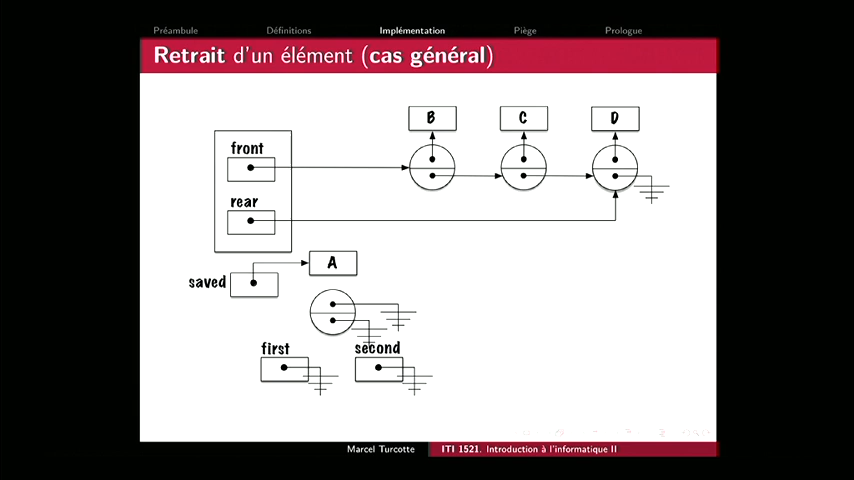 Préambule Définitions Implémentation Piège Prologue
Retrait d'un élément (cas général)
B C D
front
rear
A
saved
first second
Marcel Turcotte ITI 1521. Introduction à l'informatique II